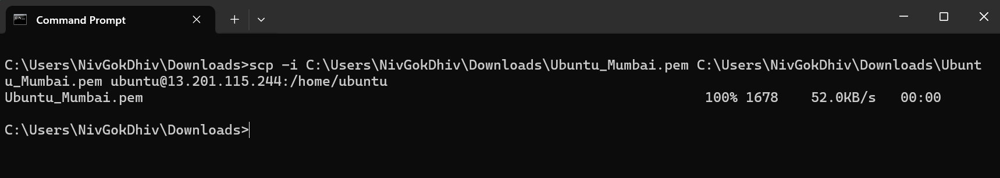 Command Prompt
C:\Users\NivGokDhiv\Downloads>scp -i C:\Users\NivGokDhiv\Downloads\Ubuntu_Mumbai.pem C:\Users\NivGokDhiv\Downloads\Ubunt
u_Mumbai.pem ubuntu@13.201.115.244:/home/ubuntu
Ubuntu_Mumbai.pem 100% 1678 52.0KB/s 00:00
C:\Users\NivGokDhiv\Downloads>